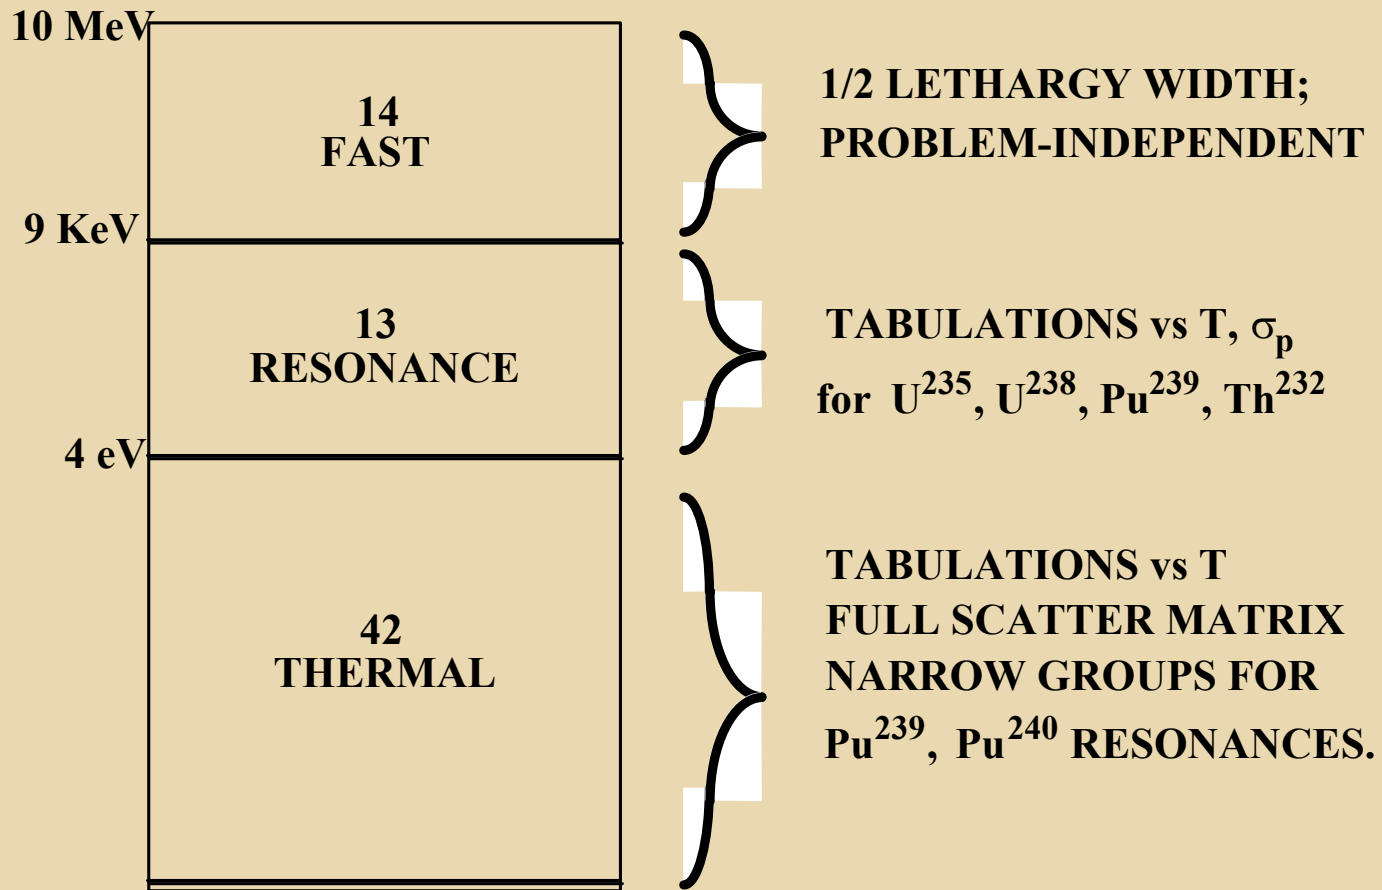 10 MeV
14
FAST
1/2 LETHARGY WIDTH;
PROBLEM-INDEPENDENT
9 KeV
13
RESONANCE
TABULATIONS vs T, σp
for U235, U238, Pu239, Th232
4 eV
42
THERMAL
TABULATIONS vs T
FULL SCATTER MATRIX
NARROW GROUPS FOR
Pu239, Pu240 RESONANCES.